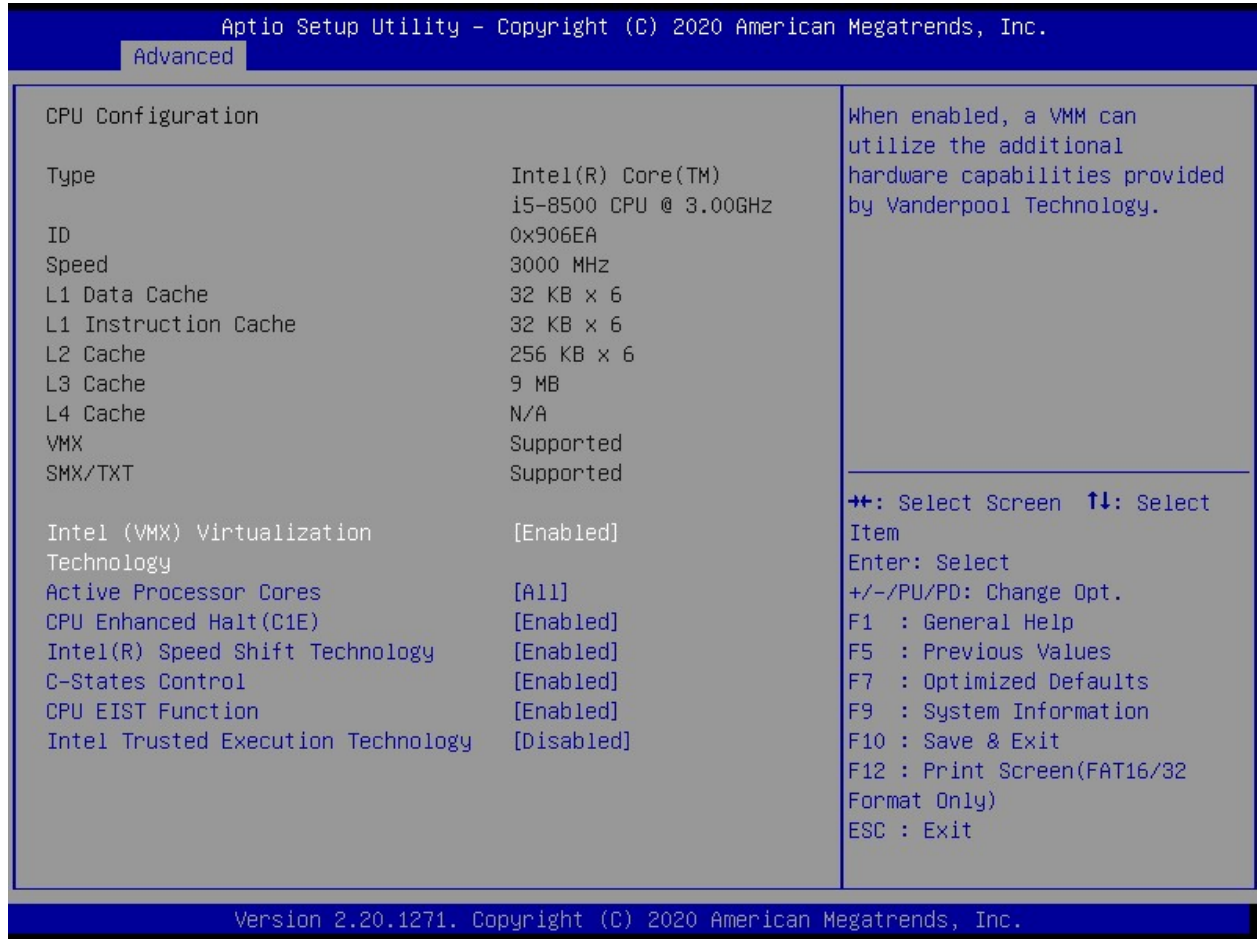 Aptio Setup Utility – Copyright (C) 2020 American Megatrends, Inc.
Advanced
CPU Configuration
Type Intel(R) Core(TM)
i5-8500 CPU @ 3.00GHz
ID 0x906EA
Speed 3000 MHz
L1 Data Cache 32 KB x 6
L1 Instruction Cache 32 KB x 6
L2 Cache 256 KB x 6
L3 Cache 9 MB
L4 Cache N/A
VMX Supported
SMX/TXT Supported
Intel (VMX) Virtualization [Enabled]
Technology
Active Processor Cores [All]
CPU Enhanced Halt(C1E) [Enabled]
Intel(R) Speed Shift Technology [Enabled]
C-States Control [Enabled]
CPU EIST Function [Enabled]
Intel Trusted Execution Technology [Disabled]
When enabled, a VMM can
utilize the additional
hardware capabilities provided
by Vanderpool Technology.
→←: Select Screen ↑↓: Select
Item
Enter: Select
+/-/PU/PD: Change Opt.
F1 : General Help
F5 : Previous Values
F7 : Optimized Defaults
F9 : System Information
F10 : Save & Exit
F12 : Print Screen(FAT16/32
Format Only)
ESC : Exit
Version 2.20.1271. Copyright (C) 2020 American Megatrends, Inc.